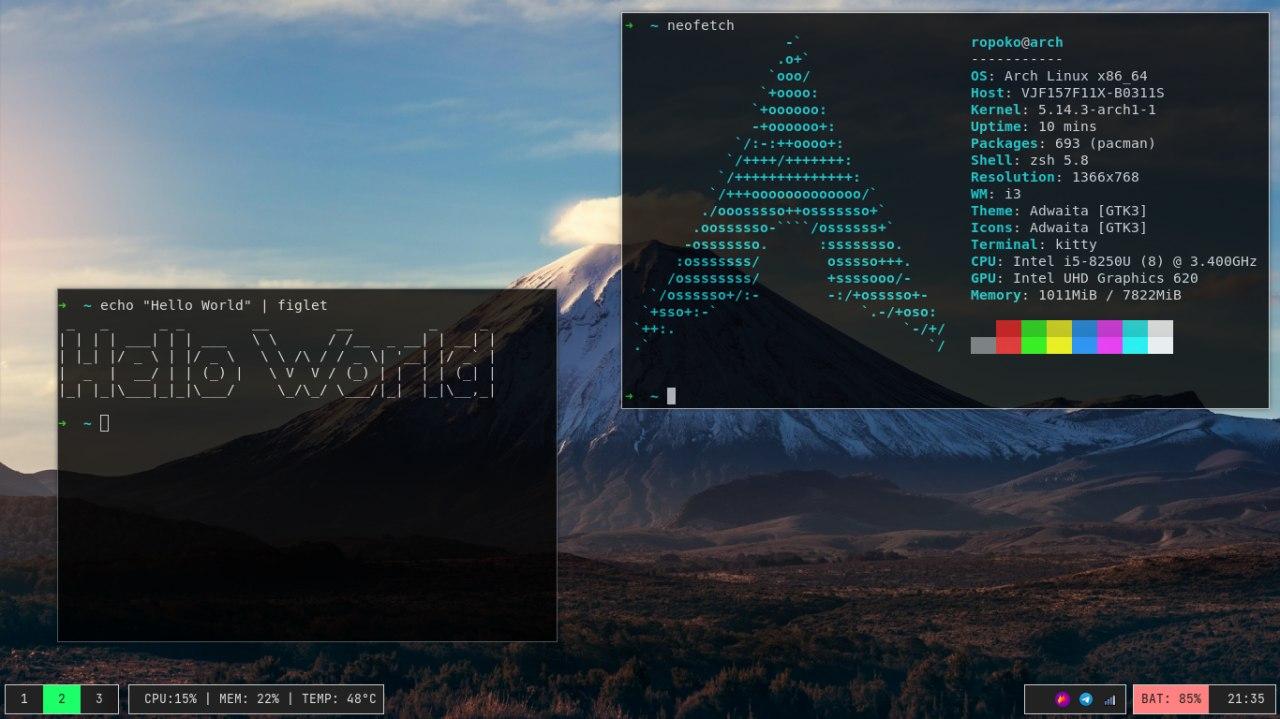 ➜  ~ echo "Hello World" | figlet
Hello World
➜  ~
➜  ~ neofetch
ropoko@arch
-----------
OS: Arch Linux x86_64
Host: VJF157F11X-B0311S
Kernel: 5.14.3-arch1-1
Uptime: 10 mins
Packages: 693 (pacman)
Shell: zsh 5.8
Resolution: 1366x768
WM: i3
Theme: Adwaita [GTK3]
Icons: Adwaita [GTK3]
Terminal: kitty
CPU: Intel i5-8250U (8) @ 3.400GHz
GPU: Intel UHD Graphics 620
Memory: 1011MiB / 7822MiB
➜  ~
1 2 3
CPU:15% | MEM: 22% | TEMP: 48°C
BAT: 85%
21:35